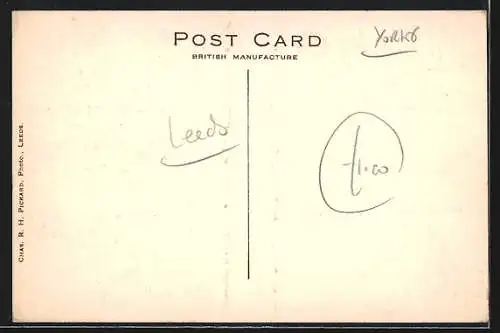 POST CARD
BRITISH MANUFACTURE
Yorks
Leeds
£1.00
CHAS. R. H. PICKARD, PHOTO., LEEDS.